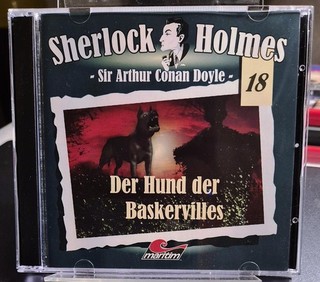 Sherlock Holmes
- Sir Arthur Conan Doyle -
18
Der Hund der
Baskervilles
maritim